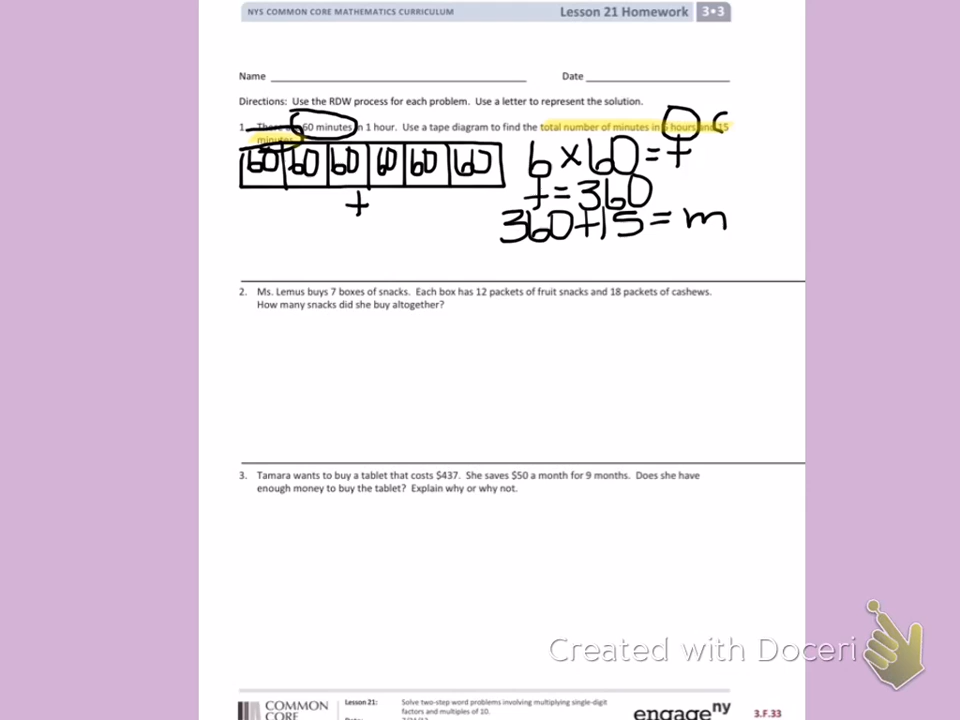 NYS COMMON CORE MATHEMATICS CURRICULUM Lesson 21 Homework 3•3
Name Date
Directions: Use the RDW process for each problem. Use a letter to represent the solution.
1. There 60 minutes in 1 hour. Use a tape diagram to find the total number of minutes in hours and 15
minutes
60 60 60 60 60 60
t
6 × 60 = t
t = 360
360 + 15 = m
2. Ms. Lemus buys 7 boxes of snacks. Each box has 12 packets of fruit snacks and 18 packets of cashews.
How many snacks did she buy altogether?
3. Tamara wants to buy a tablet that costs $437. She saves $50 a month for 9 months. Does she have
enough money to buy the tablet? Explain why or why not.
Created with Doceri
COMMON
CORE
Lesson 21:
Solve two-step word problems involving multiplying single-digit
factors and multiples of 10.
engageny
3.F.33